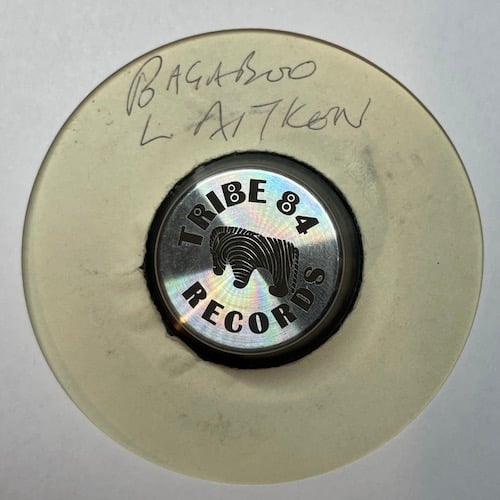 BAGABOO
L AITKEN
TRIBE 84
RECORDS